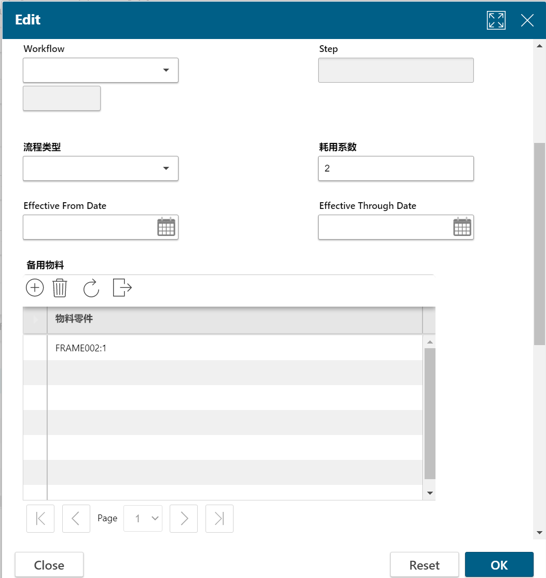 Edit
Workflow
Step
流程类型
耗用系数
2
Effective From Date
Effective Through Date
备用物料
物料零件
FRAME002:1
Page 1
Close
Reset
OK